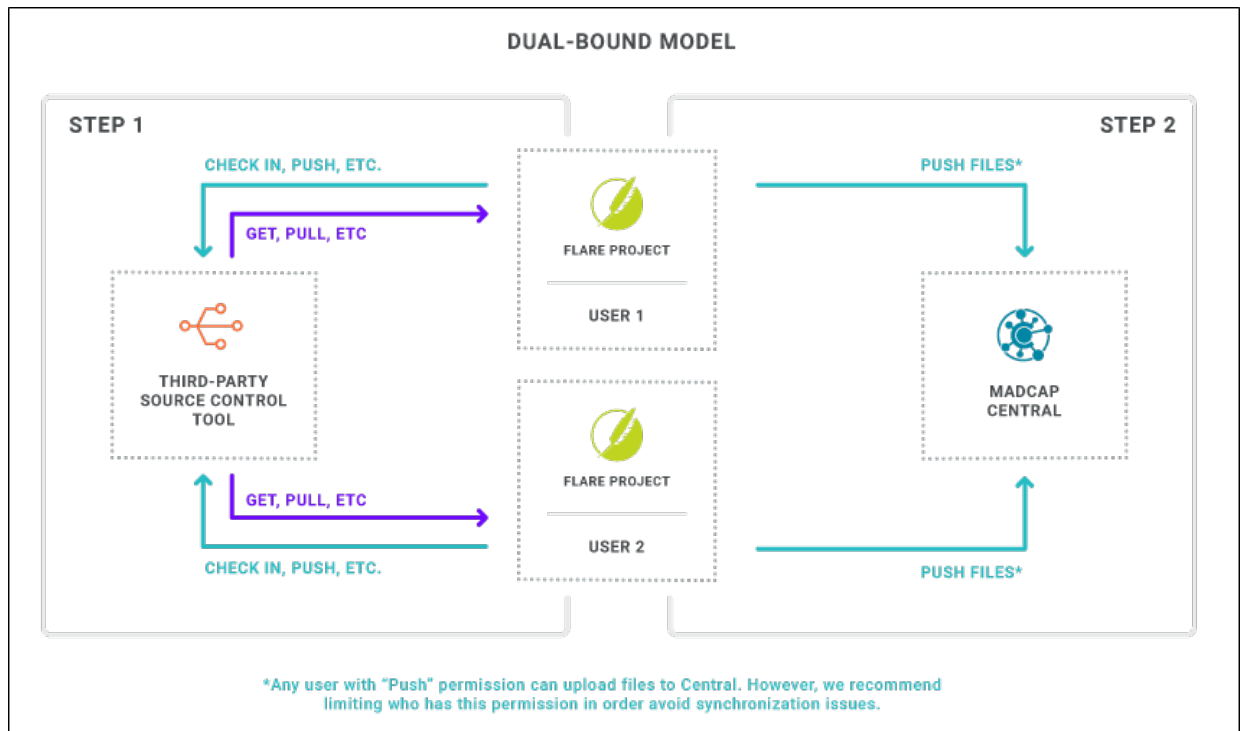 DUAL-BOUND MODEL
STEP 1
STEP 2
CHECK IN, PUSH, ETC.
PUSH FILES*
GET, PULL, ETC
FLARE PROJECT
USER 1
THIRD-PARTY
SOURCE CONTROL
TOOL
MADCAP
CENTRAL
FLARE PROJECT
GET, PULL, ETC
USER 2
CHECK IN, PUSH, ETC.
PUSH FILES*
*Any user with “Push” permission can upload files to Central. However, we recommend
limiting who has this permission in order avoid synchronization issues.